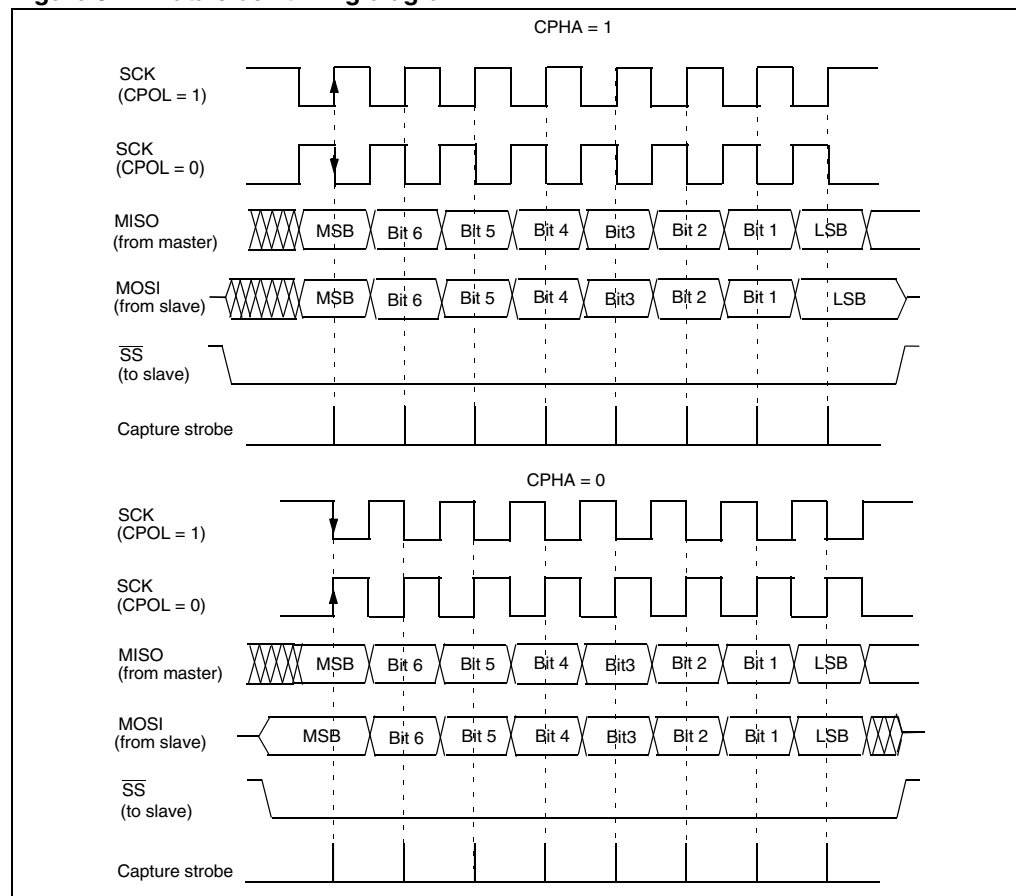 CPHA = 1
SCK
(CPOL = 1)
SCK
(CPOL = 0)
MISO
(from master)
MSB Bit 6 BIt 5 Bit 4 Bit3 Bit 2 Bit 1 LSB
MOSI
(from slave)
MSB Bit 6 Bit 5 Bit 4 Bit3 BIt 2 Bit 1 LSB
SS
(to slave)
Capture strobe
CPHA = 0
SCK
(CPOL = 1)
SCK
(CPOL = 0)
MISO
(from master)
MSB Bit 6 Bit 5 Bit 4 Bit3 BIt 2 Bit 1 LSB
MOSI
(from slave)
MSB Bit 6 Bit 5 Bit 4 Bit3 BIt 2 Bit 1 LSB
SS
(to slave)
Capture strobe